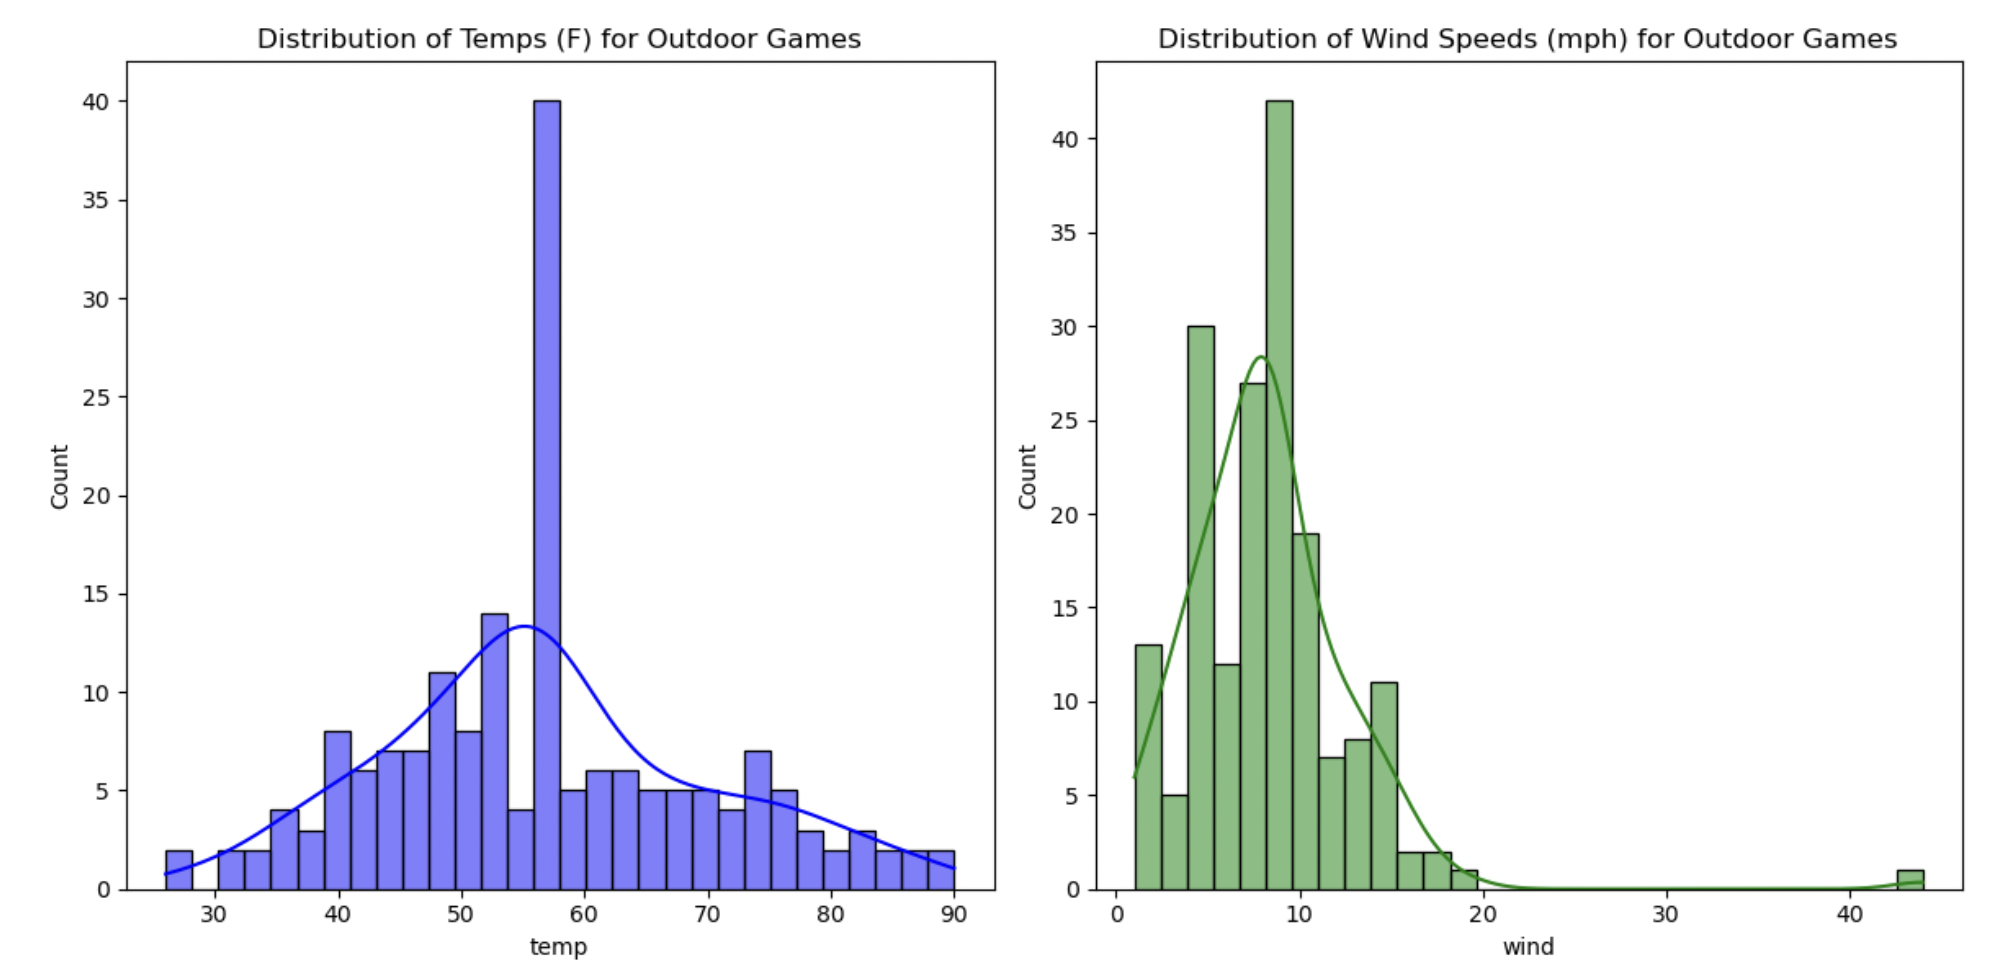 Distribution of Temps (F) for Outdoor Games
40
35
30
25
20
15
10
5
0
Count
30 40 50 60 70 80 90
temp
Distribution of Wind Speeds (mph) for Outdoor Games
40
35
30
25
20
15
10
5
0
Count
0 10 20 30 40
wind